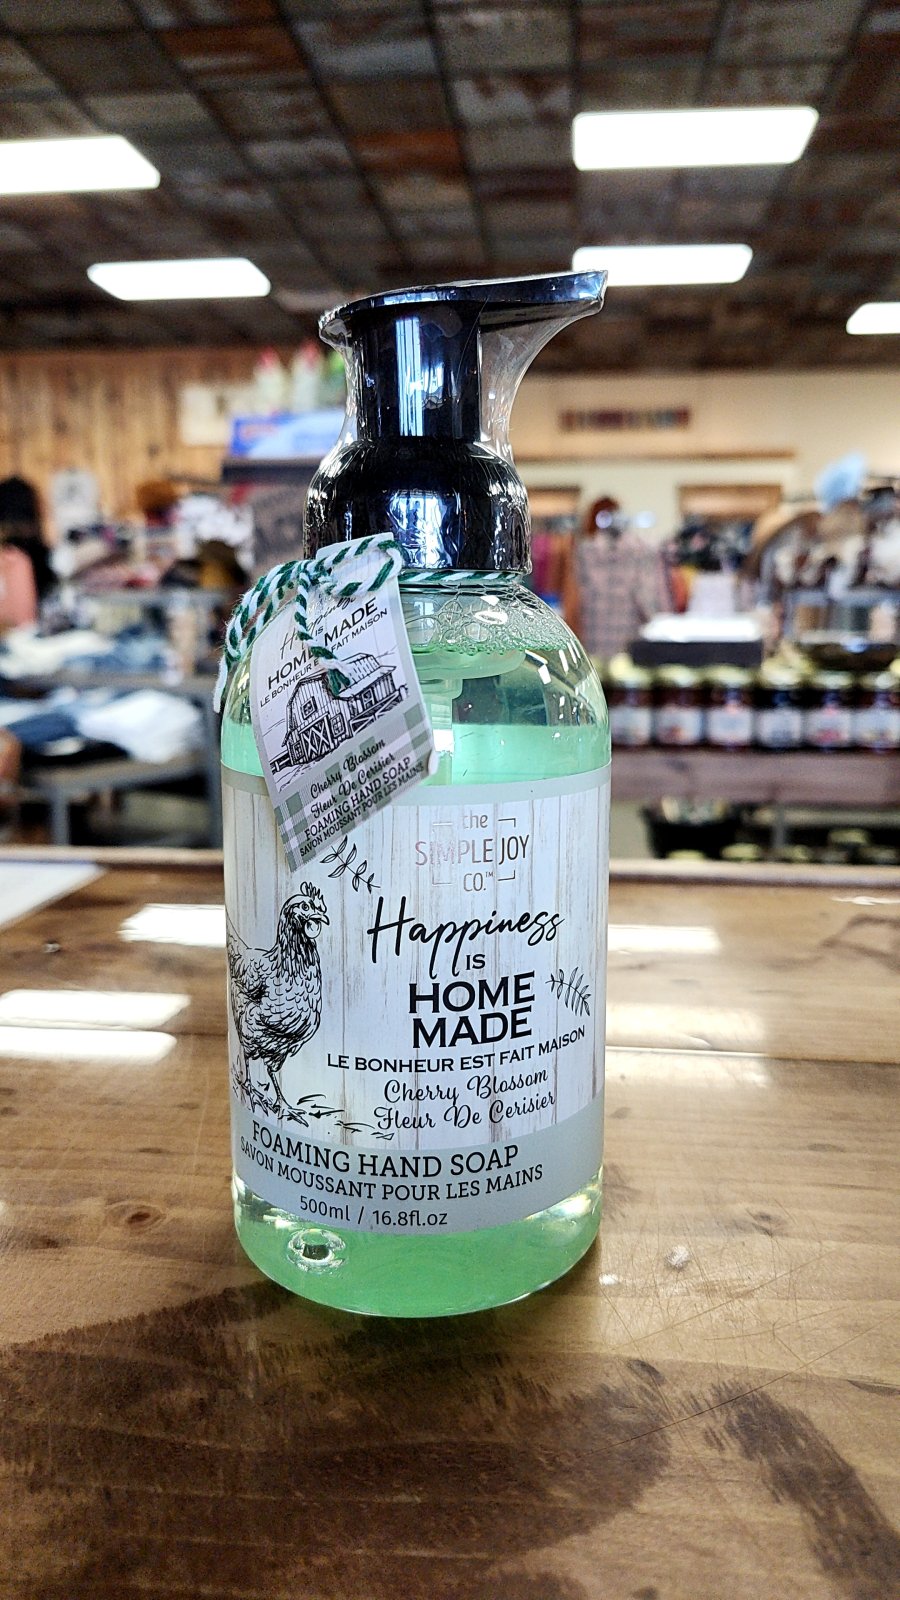 Happiness
IS
HOME MADE
LE BONHEUR EST FAIT MAISON
Cherry Blossom
Fleur De Cerisier
FOAMING HAND SOAP
SAVON MOUSSANT POUR LES MAINS
the
SIMPLE JOY
CO.™
Happiness
IS
HOME
MADE
LE BONHEUR EST FAIT MAISON
Cherry Blossom
Fleur De Cerisier
FOAMING HAND SOAP
SAVON MOUSSANT POUR LES MAINS
500ml / 16.8fl.oz